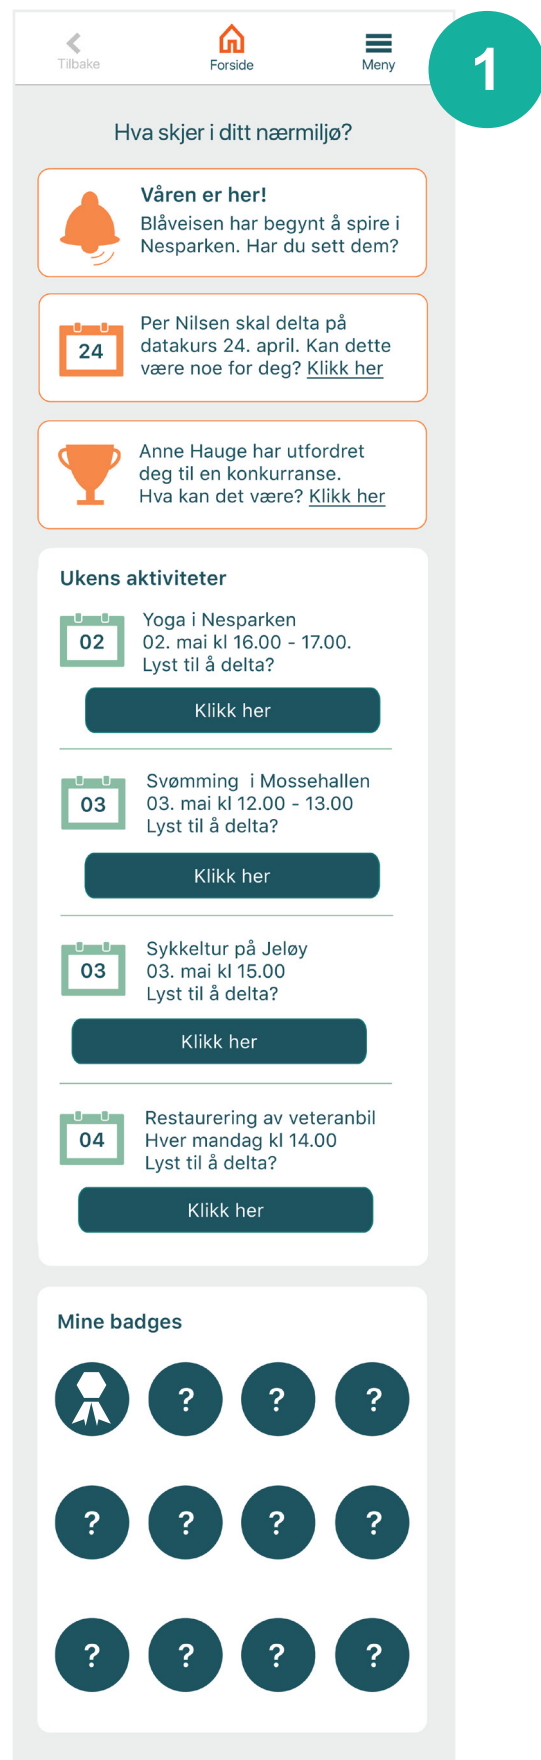 Tilbake
Forside
Meny
1
Hva skjer i ditt nærmiljø?
Våren er her!
Blåveisen har begynt å spire i
Nesparken. Har du sett dem?
24
Per Nilsen skal delta på
datakurs 24. april. Kan dette
være noe for deg? Klikk her
Anne Hauge har utfordret
deg til en konkurranse.
Hva kan det være? Klikk her
Ukens aktiviteter
02
Yoga i Nesparken
02. mai kl 16.00 - 17.00.
Lyst til å delta?
Klikk her
03
Svømming i Mossehallen
03. mai kl 12.00 - 13.00
Lyst til å delta?
Klikk her
03
Sykkeltur på Jeløy
03. mai kl 15.00
Lyst til å delta?
Klikk her
04
Restaurering av veteranbil
Hver mandag kl 14.00
Lyst til å delta?
Klikk her
Mine badges
? ? ?
? ? ? ?
? ? ? ?